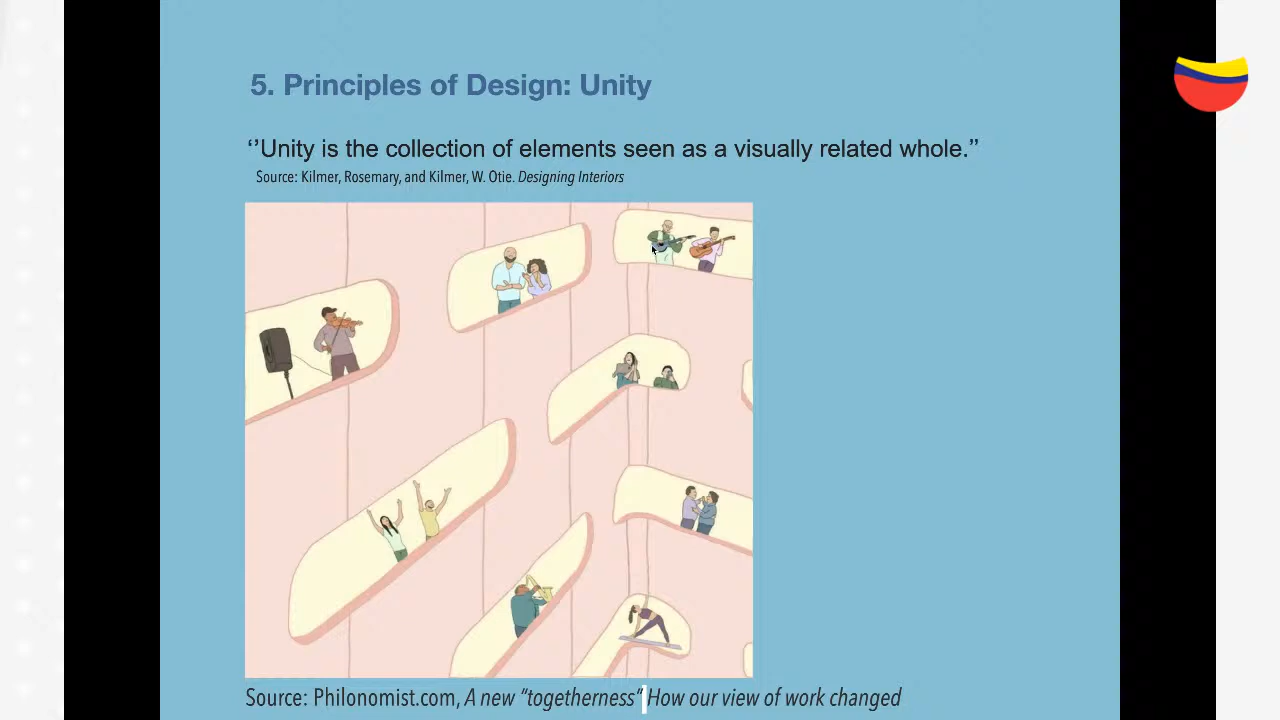 5. Principles of Design: Unity
‘’Unity is the collection of elements seen as a visually related whole.’’
Source: Kilmer, Rosemary, and Kilmer, W. Otie. Designing Interiors
Source: Philonomist.com, A new “togetherness” How our view of work changed